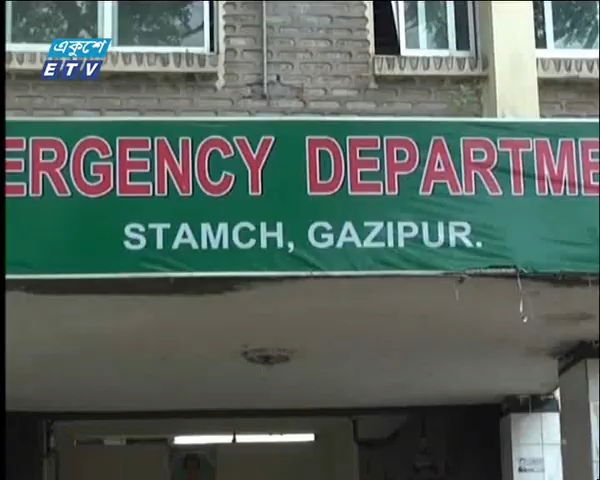 একুশে
ETV
ERGENCY DEPARTME
STAMCH, GAZIPUR.